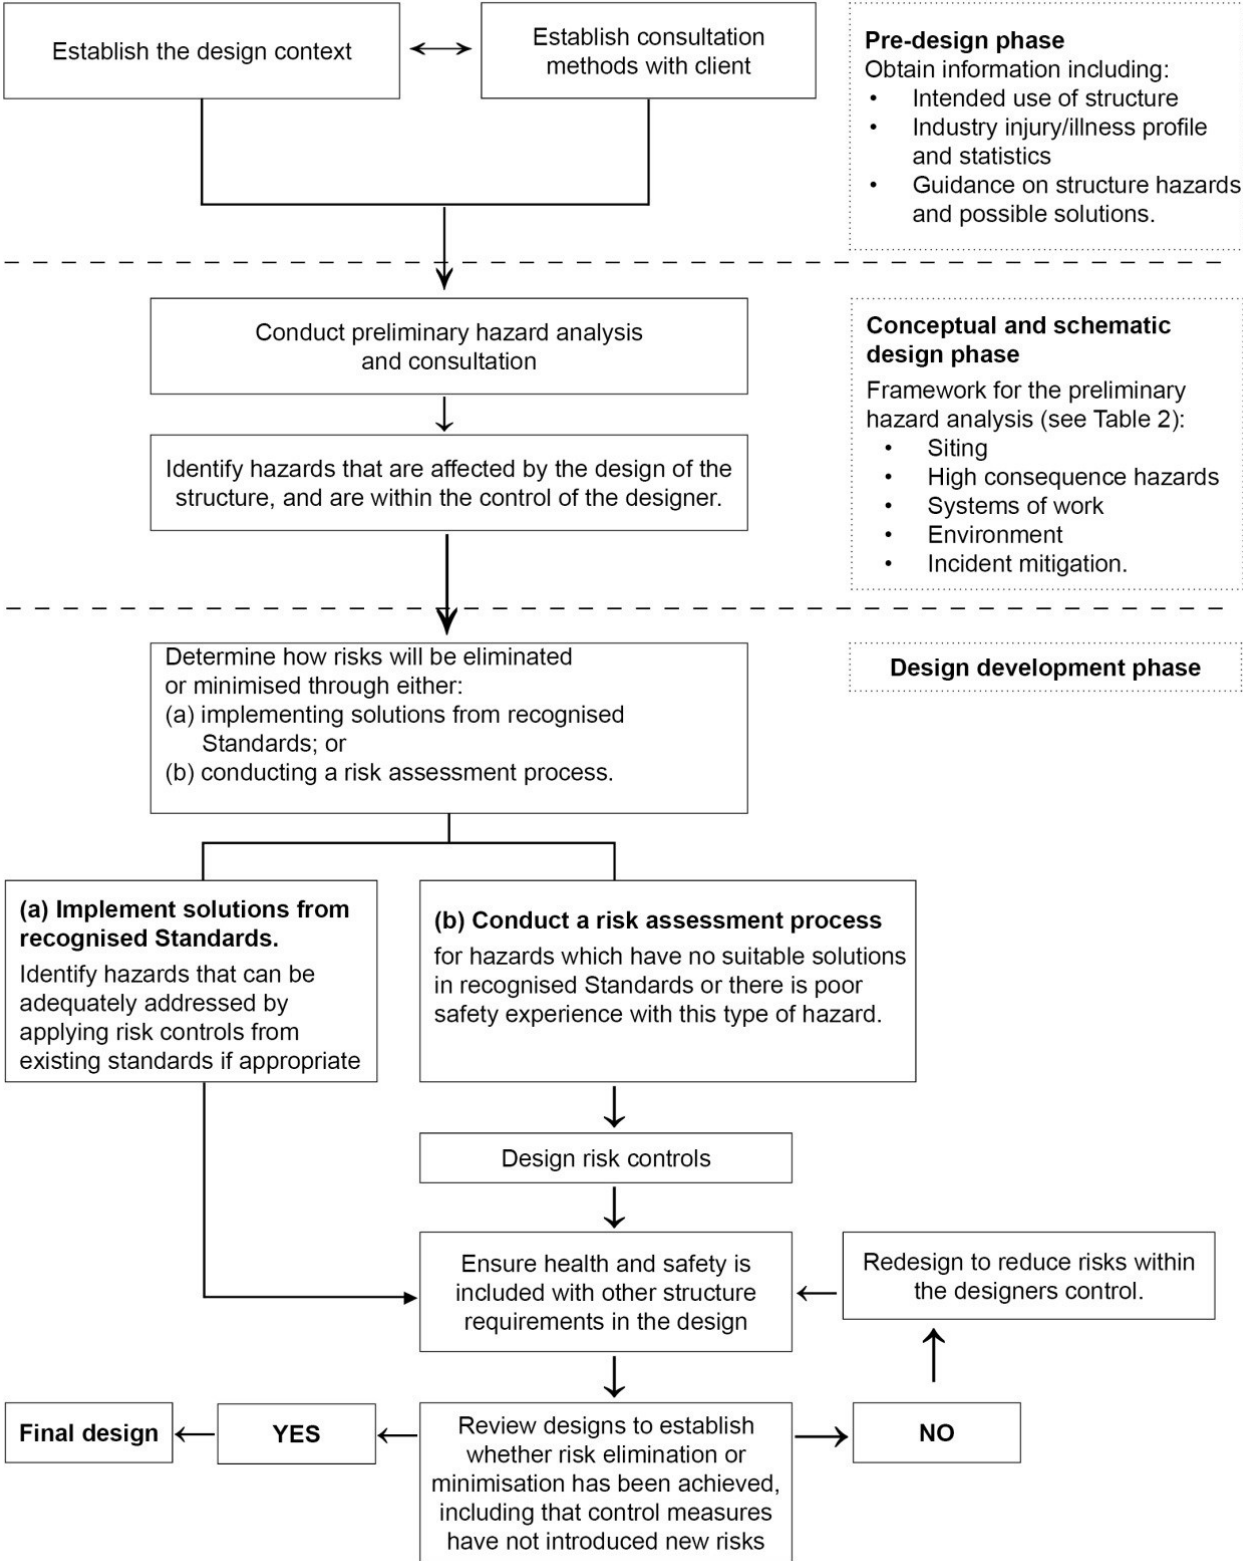 Establish the design context
Establish consultation
methods with client
Pre-design phase
Obtain information including:
• Intended use of structure
• Industry injury/illness profile
and statistics
• Guidance on structure hazards
and possible solutions.
Conduct preliminary hazard analysis
and consultation
Identify hazards that are affected by the design of the
structure, and are within the control of the designer.
Conceptual and schematic
design phase
Framework for the preliminary
hazard analysis (see Table 2):
• Siting
• High consequence hazards
• Systems of work
• Environment
• Incident mitigation.
Determine how risks will be eliminated
or minimised through either:
(a) implementing solutions from recognised
Standards; or
(b) conducting a risk assessment process.
Design development phase
(a) Implement solutions from
recognised Standards.
Identify hazards that can be
adequately addressed by
applying risk controls from
existing standards if appropriate
(b) Conduct a risk assessment process
for hazards which have no suitable solutions
in recognised Standards or there is poor
safety experience with this type of hazard.
Design risk controls
Ensure health and safety is
included with other structure
requirements in the design
Redesign to reduce risks within
the designers control.
Final design
YES
Review designs to establish
whether risk elimination or
minimisation has been achieved,
including that control measures
have not introduced new risks
NO